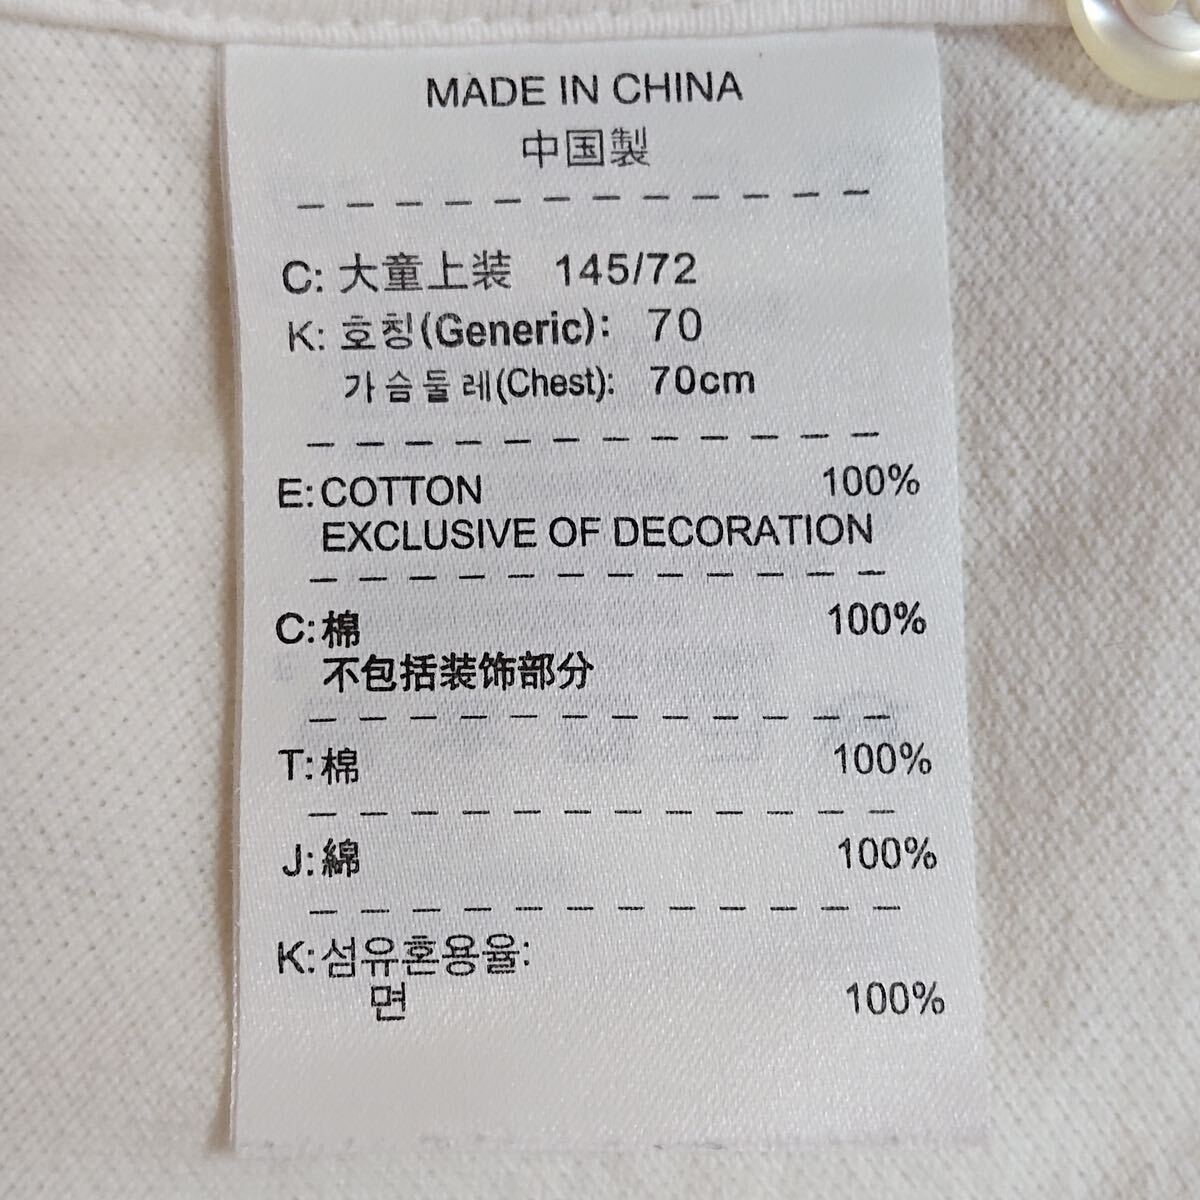 MADE IN CHINA
中国製
C: 大童上装 145/72
K: 호칭(Generic): 70
가슴둘레(Chest): 70cm
E: COTTON 100%
EXCLUSIVE OF DECORATION
C: 棉 100%
不包括装饰部分
T: 棉 100%
J: 綿 100%
K: 섬유혼용율:
면 100%